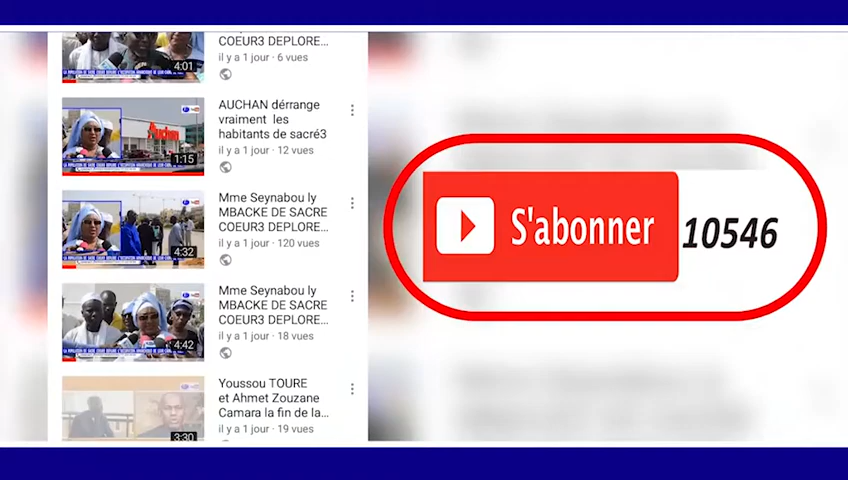 COEUR3 DEPLORE...
il y a 1 jour · 6 vues
4:01
AUCHAN dérrange
vraiment les
habitants de sacré3
il y a 1 jour · 12 vues
Auchan
1:15
Mme Seynabou ly
MBACKE DE SACRE
COEUR3 DEPLORE...
il y a 1 jour · 120 vues
4:32
Mme Seynabou ly
MBACKE DE SACRE
COEUR3 DEPLORE...
il y a 1 jour · 18 vues
4:42
Youssou TOURE
et Ahmet Zouzane
Camara la fin de la...
il y a 1 jour · 19 vues
3:30
S'abonner
10546